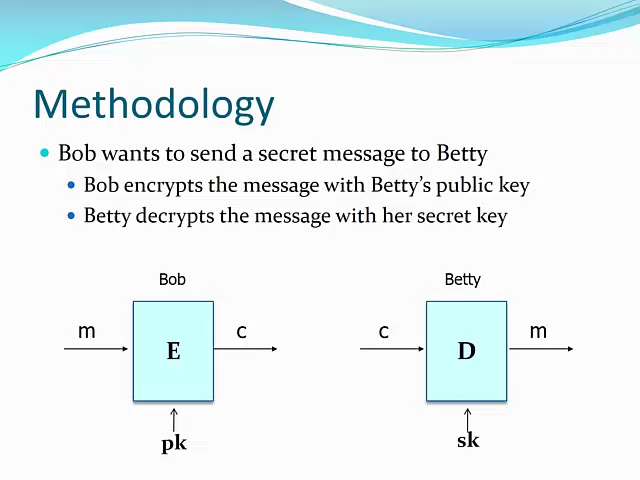 Methodology
Bob wants to send a secret message to Betty
Bob encrypts the message with Betty's public key
Betty decrypts the message with her secret key
Bob
Betty
m
E
c
c
D
m
pk
sk